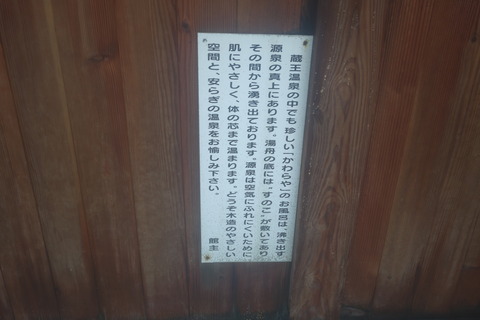 蔵王温泉の中でも珍しい「かわらや」のお風呂は、沸き出す
源泉の真上にあります。湯舟の底には、“すのこ”が敷いてあり
その間から湧き出ております。源泉は空気にふれにくいために
肌にやさしく、体の芯まで温まります。どうぞ木造のやさしい
空間と、安らぎの温泉をお愉しみ下さい。
館主